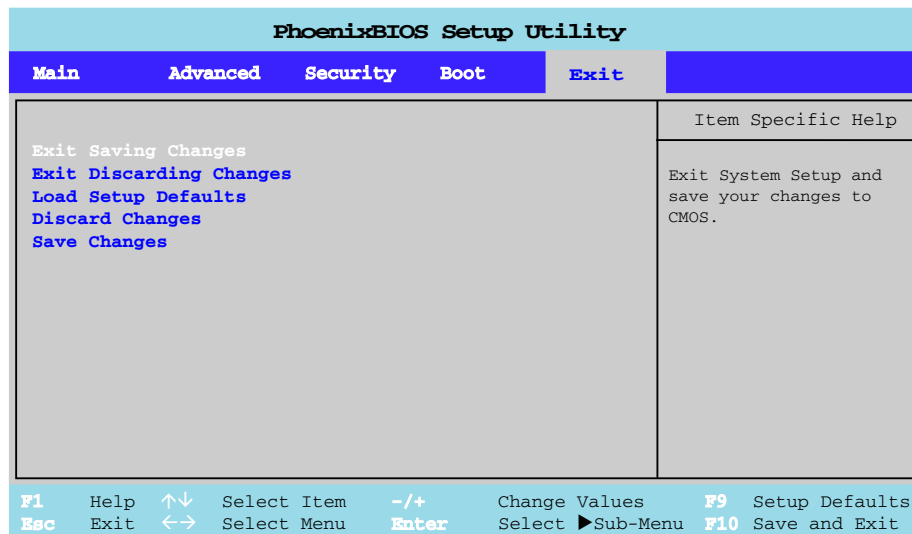 PhoenixBIOS Setup Utility
Main Advanced Security Boot Exit
Item Specific Help
Exit Saving Changes
Exit Discarding Changes
Load Setup Defaults
Discard Changes
Save Changes
Exit System Setup and
save your changes to
CMOS.
F1 Help ↑↓ Select Item -/+ Change Values F9 Setup Defaults
Esc Exit ←→ Select Menu Enter Select ▶Sub-Menu F10 Save and Exit